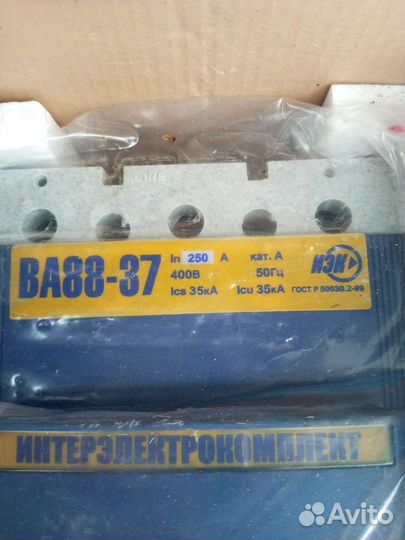 LINE
ВА88-37
In 250 А кат. А
400В 50Гц
Ics 35кА Icu 35кА
ИЭК
ГОСТ Р 50030.2-99
ИНТЕРЭЛЕКТРОКОМПЛЕКТ
Avito